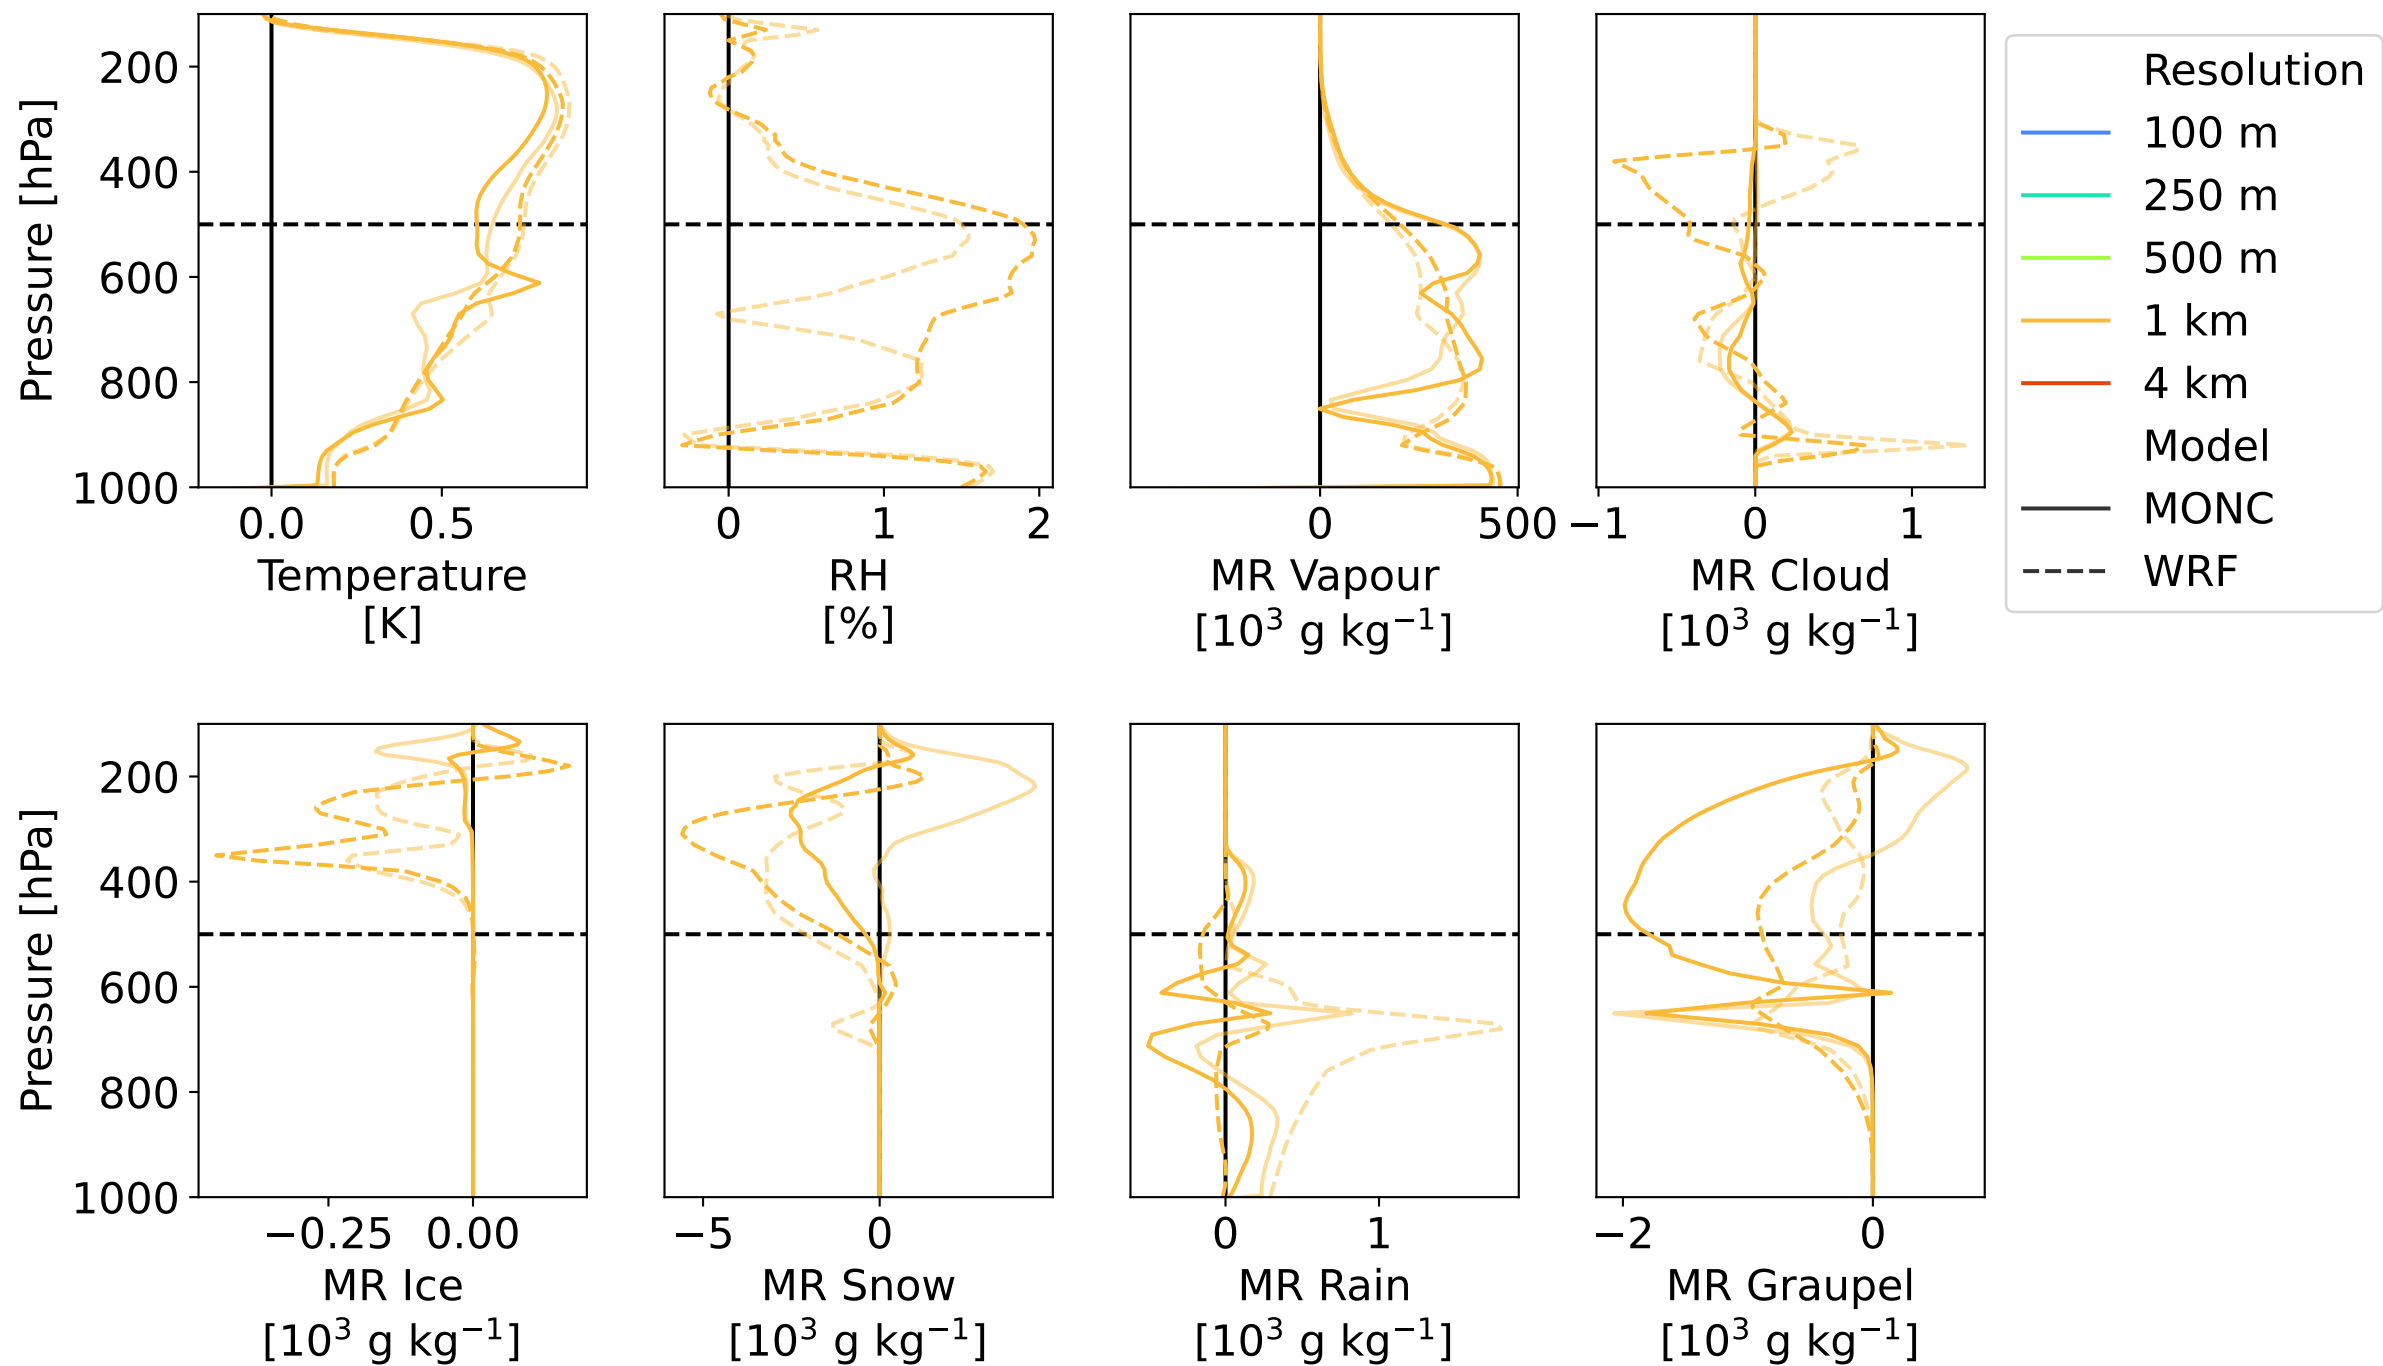 200
400
600
800
1000
Pressure [hPa]
0.0 0.5
Temperature
[K]
0 1 2
RH
[%]
0 500
MR Vapour
[10³ g kg⁻¹]
−1 0 1
MR Cloud
[10³ g kg⁻¹]
Resolution
100 m
250 m
500 m
1 km
4 km
Model
MONC
WRF
200
400
600
800
1000
Pressure [hPa]
−0.25 0.00
MR Ice
[10³ g kg⁻¹]
−5 0
MR Snow
[10³ g kg⁻¹]
0 1
MR Rain
[10³ g kg⁻¹]
−2 0
MR Graupel
[10³ g kg⁻¹]